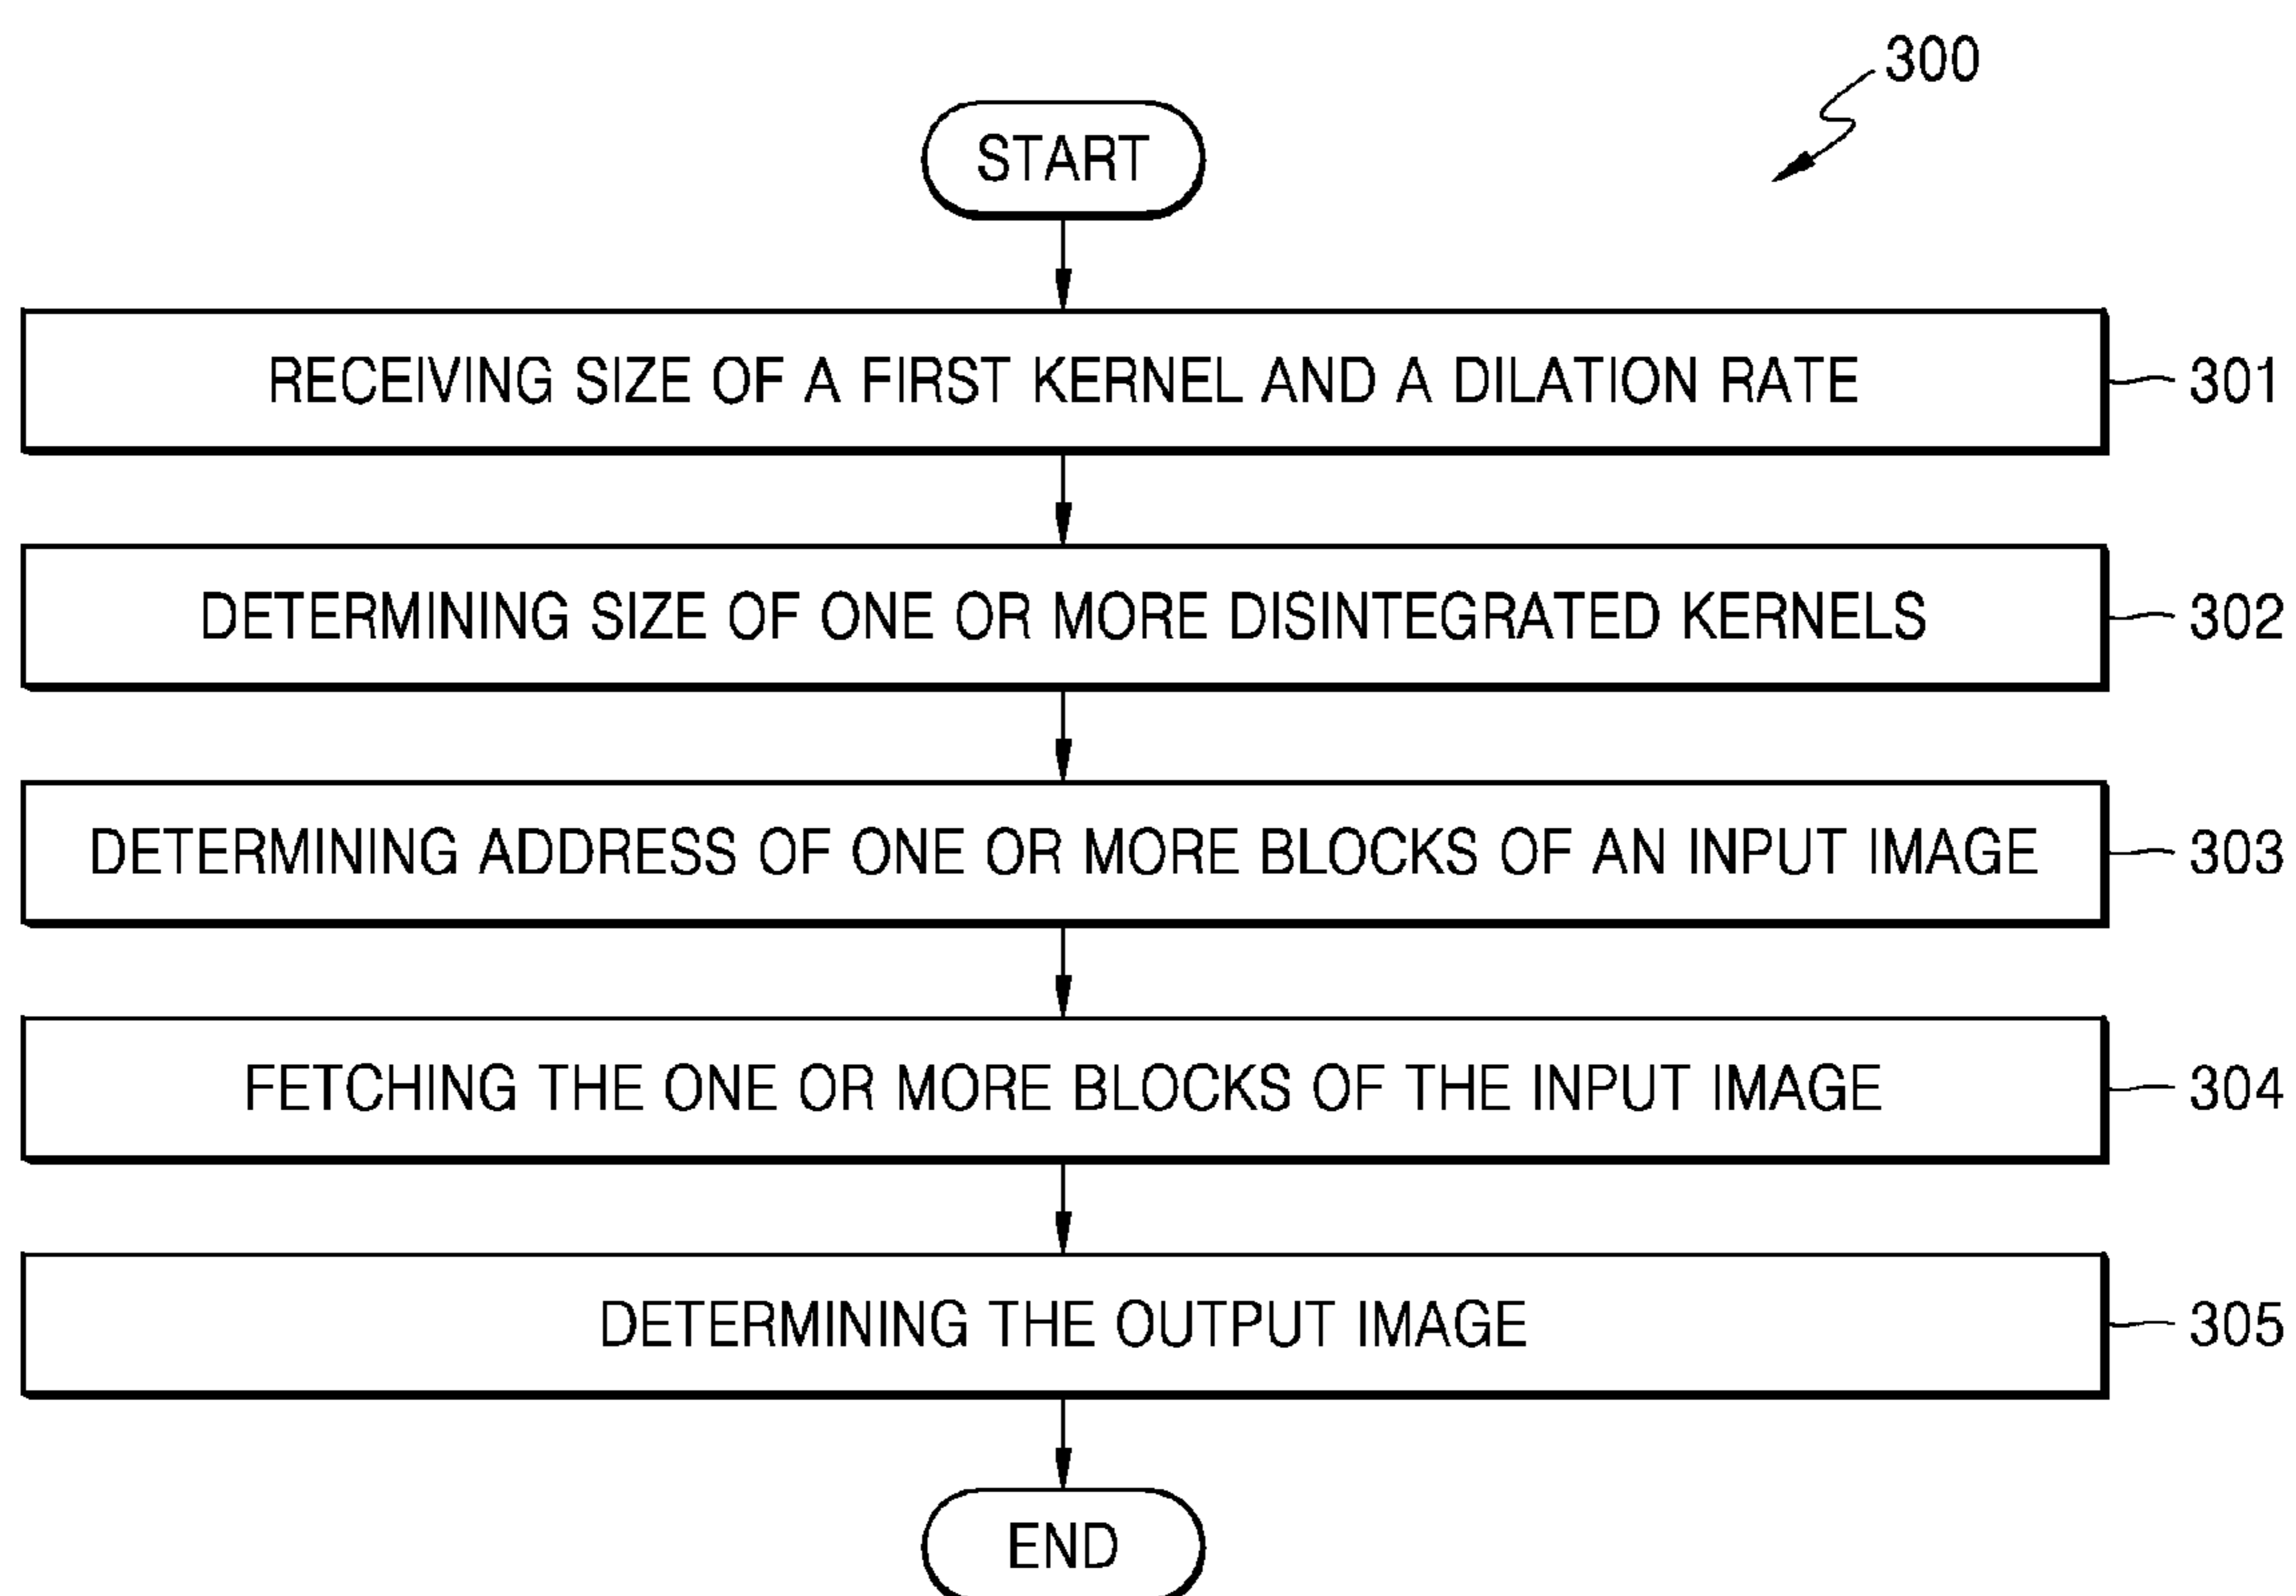 300
START
RECEIVING SIZE OF A FIRST KERNEL AND A DILATION RATE
301
DETERMINING SIZE OF ONE OR MORE DISINTEGRATED KERNELS
302
DETERMINING ADDRESS OF ONE OR MORE BLOCKS OF AN INPUT IMAGE
303
FETCHING THE ONE OR MORE BLOCKS OF THE INPUT IMAGE
304
DETERMINING THE OUTPUT IMAGE
305
END